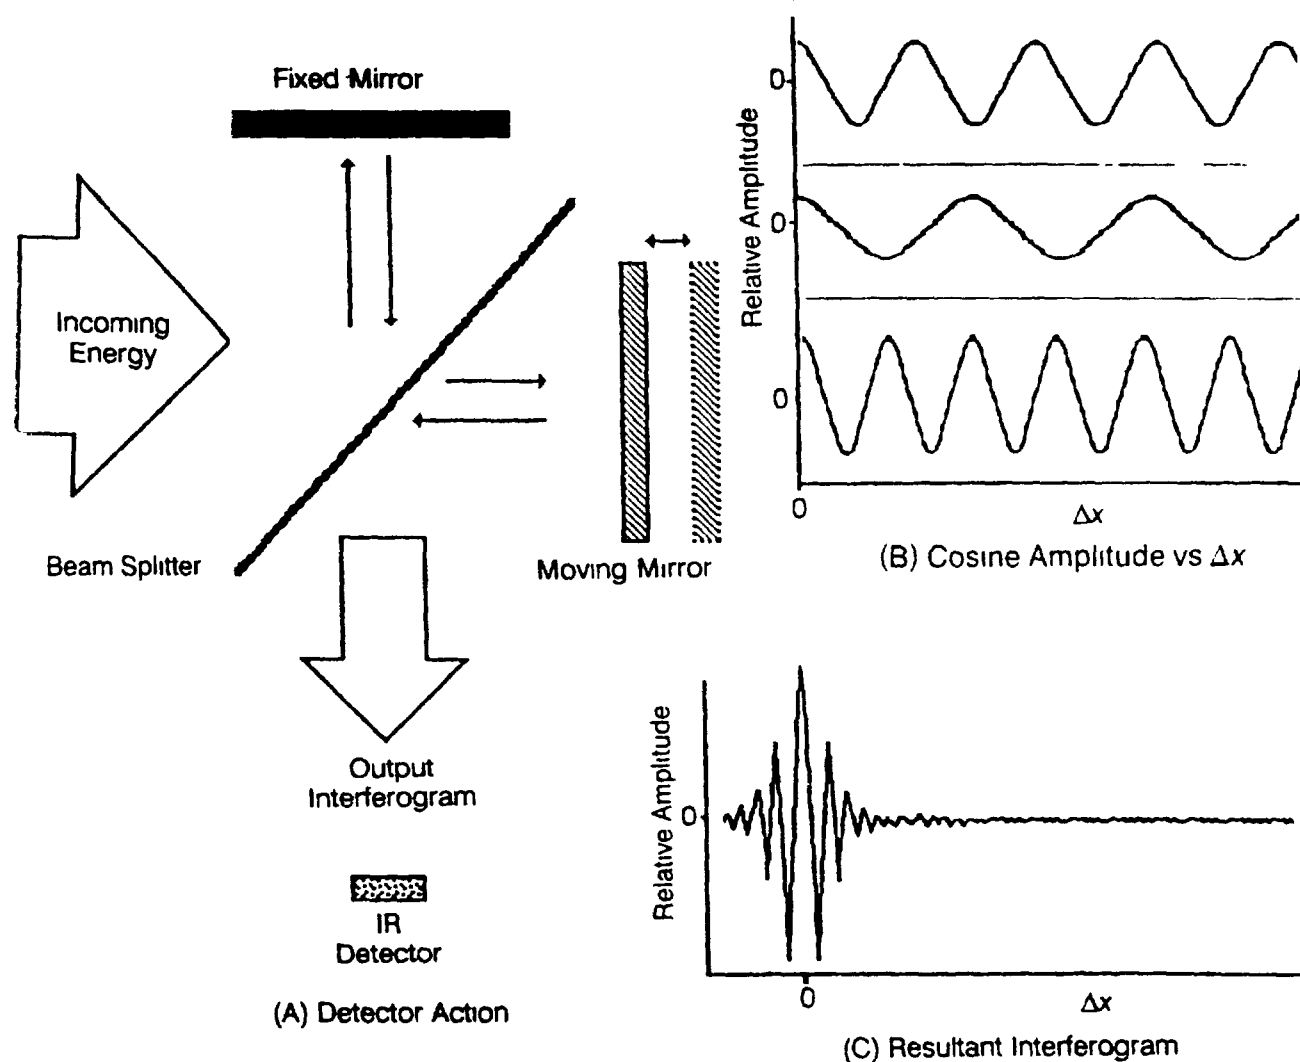 Fixed Mirror
Incoming
Energy
Beam Splitter
Moving Mirror
Output
Interferogram
IR
Detector
(A) Detector Action
Relative Amplitude
0
0
0
0
Δx
(B) Cosine Amplitude vs Δx
Relative Amplitude
0
0
Δx
(C) Resultant Interferogram